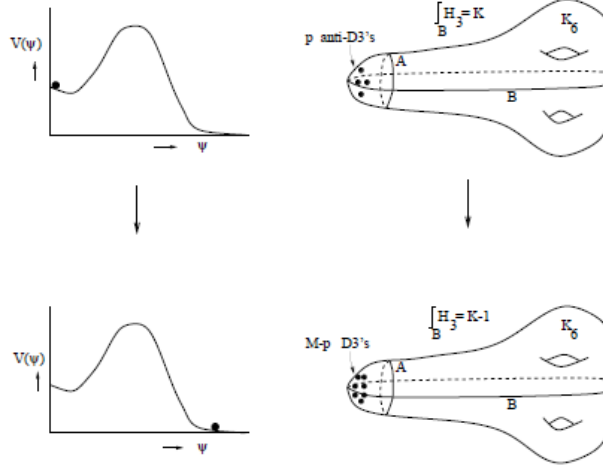 V(ψ)
ψ
p anti-D3's
∫ H₃ = K
B
K₆
A
B
V(ψ)
ψ
M-p D3's
∫ H₃ = K-1
B
K₆
A
B